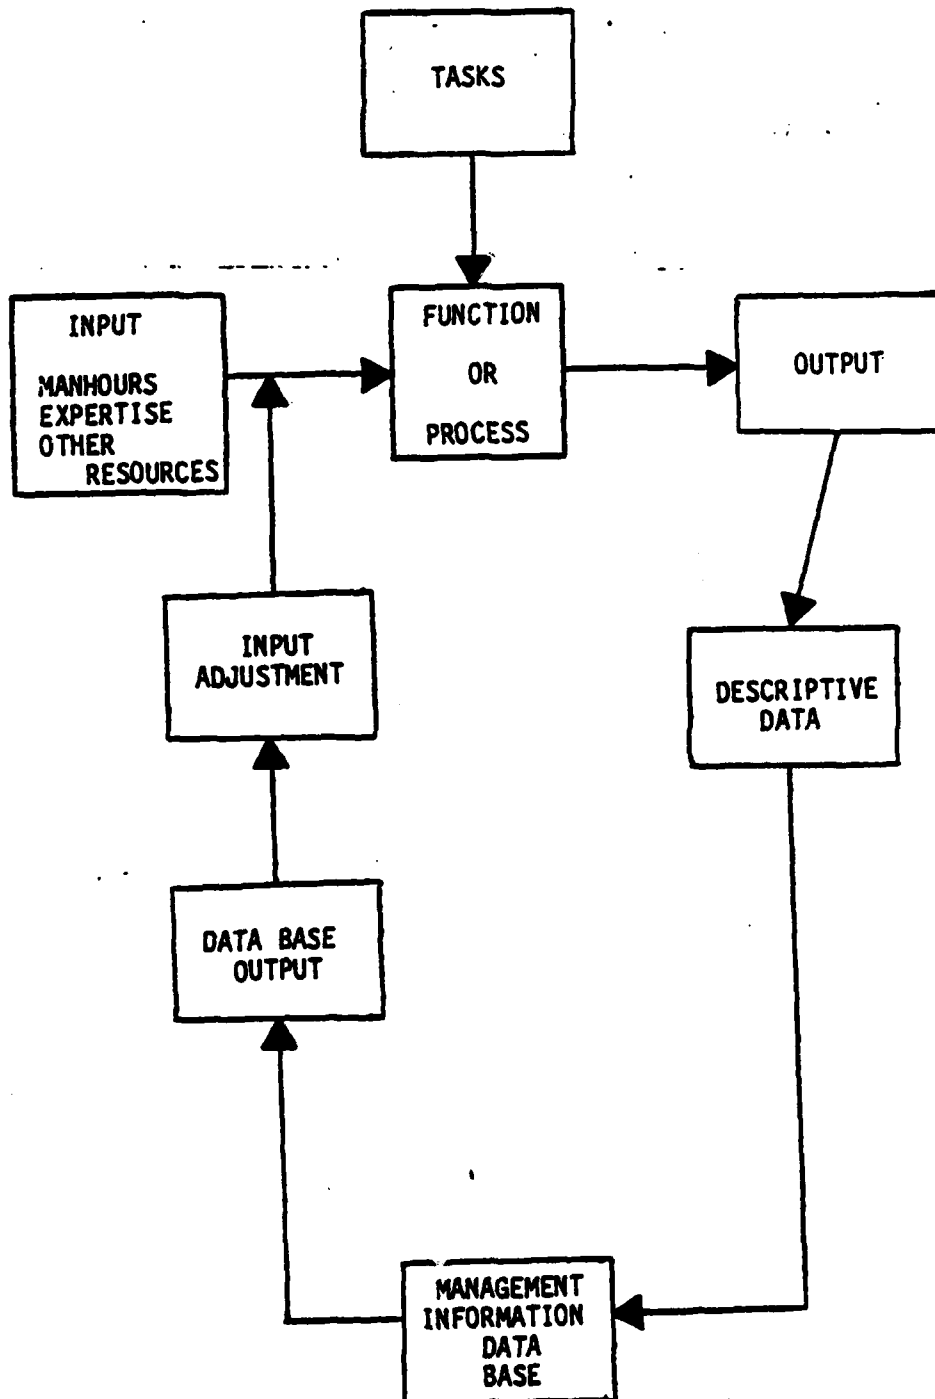 TASKS
INPUT
MANHOURS
EXPERTISE
OTHER
RESOURCES
FUNCTION
OR
PROCESS
OUTPUT
INPUT
ADJUSTMENT
DESCRIPTIVE
DATA
DATA BASE
OUTPUT
MANAGEMENT
INFORMATION
DATA
BASE